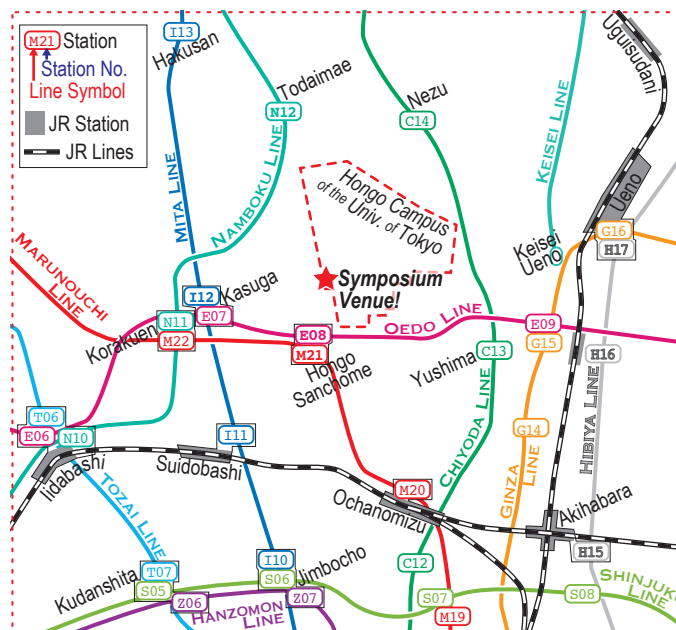 M21 Station
Station No.
Line Symbol
JR Station
JR Lines
I13
Hakusan
Todaimae
N12
Nezu
C14
Uguisudani
KEISEI LINE
Ueno
G16
H17
Keisei
Ueno
MITA LINE
NAMBOKU LINE
Hongo Campus
of the Univ. of Tokyo
Symposium
Venue!
MARUNOUCHI
LINE
I12
Kasuga
N11
E07
Korakuen
M22
E08
M21
Hongo
Sanchome
OEDO LINE
E09
G15
C13
Yushima
H16
HIBIYA LINE
T06
E06
N10
Iidabashi
I11
Suidobashi
CHIYODA LINE
G14
GINZA
LINE
M20
Ochanomizu
Akihabara
H15
TOZAI LINE
C12
I10
Jimbocho
Kudanshita
T07
S05
S06
Z06
Z07
HANZOMON
LINE
S07
M19
S08
SHINJUKU
LINE